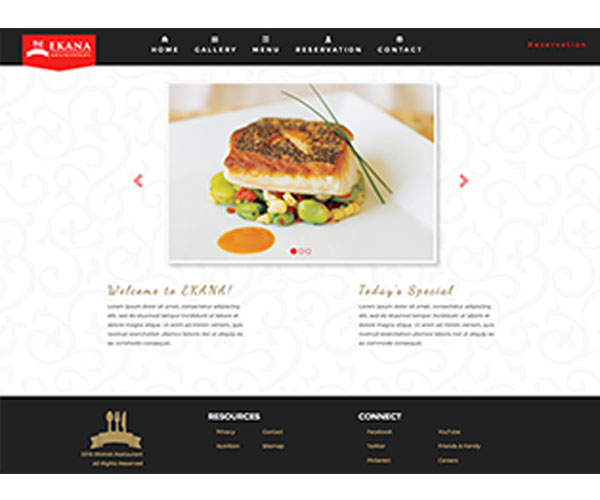 EKANA
HOME GALLERY MENU RESERVATION CONTACT
Reservation
Welcome to EKANA!
Lorem ipsum dolor sit amet, consectetur adipiscing
elit, sed do eiusmod tempor incididunt ut labore et
dolore magna aliqua. Ut enim ad minim veniam, quis
nostrud exercitation ullamco laboris nisi ut aliquip ex ea
commodo consequat.
Today's Special
Lorem ipsum dolor sit amet, consectetur adipiscing
elit, sed do eiusmod tempor incididunt ut labore et
dolore magna aliqua. Ut enim ad minim veniam, quis
nostrud exercitation ullamco laboris nisi ut aliquip ex ea
commodo consequat.
Restaurant
All Rights Reserved
RESOURCES
Privacy Contact
Nutrition Sitemap
CONNECT
Facebook YouTube
Twitter Friends & Family
Pinterest Careers